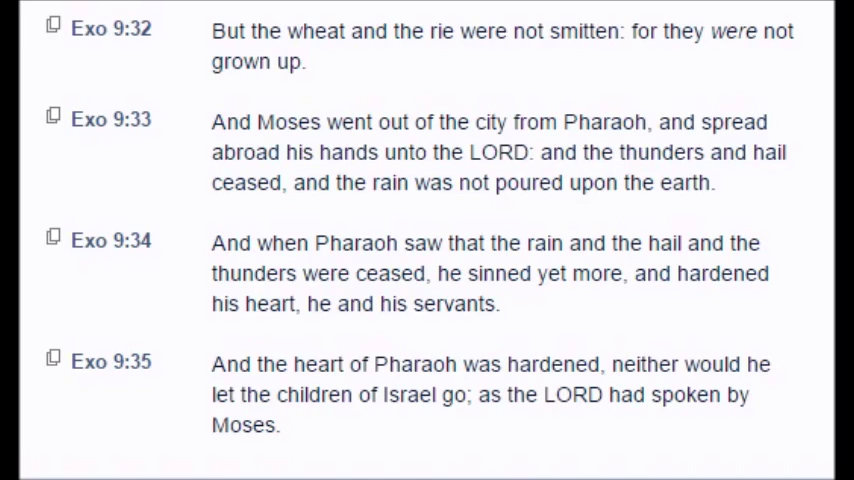 Exo 9:32 But the wheat and the rie were not smitten: for they were not
grown up.
Exo 9:33 And Moses went out of the city from Pharaoh, and spread
abroad his hands unto the LORD: and the thunders and hail
ceased, and the rain was not poured upon the earth.
Exo 9:34 And when Pharaoh saw that the rain and the hail and the
thunders were ceased, he sinned yet more, and hardened
his heart, he and his servants.
Exo 9:35 And the heart of Pharaoh was hardened, neither would he
let the children of Israel go; as the LORD had spoken by
Moses.